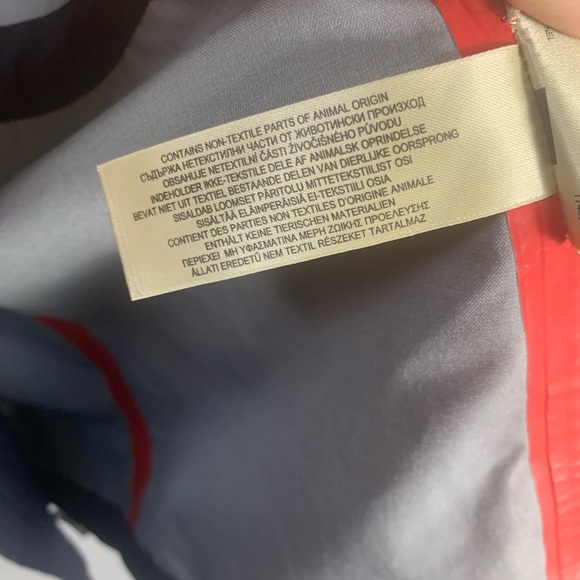 CONTAINS NON-TEXTILE PARTS OF ANIMAL ORIGIN
СЪДЪРЖА НЕТЕКСТИЛНИ ЧАСТИ ОТ ЖИВОТИНСКИ ПРОИЗХОД
OBSAHUJE NETEXTILNÍ ČÁSTI ŽIVOČIŠNÉHO PŮVODU
INDEHOLDER IKKE-TEKSTILE DELE AF ANIMALSK OPRINDELSE
BEVAT NIET UIT TEXTIEL BESTAANDE DELEN VAN DIERLIJKE OORSPRONG
SISALDAB LOOMSET PÄRITOLU MITTETEKSTIILIST OSI
SISÄLTÄÄ ELÄINPERÄISIÄ EI-TEKSTIILI OSIA
CONTIENT DES PARTIES NON TEXTILES D'ORIGINE ANIMALE
ENTHÄLT KEINE TIERISCHEN MATERIALIEN
ΠΕΡΙΕΧΕΙ ΜΗ ΥΦΑΣΜΑΤΙΝΑ ΜΕΡΗ ΖΩΙΚΗΣ ΠΡΟΕΛΕΥΣΗΣ
ÁLLATI EREDETŰ NEM TEXTIL RÉSZEKET TARTALMAZ